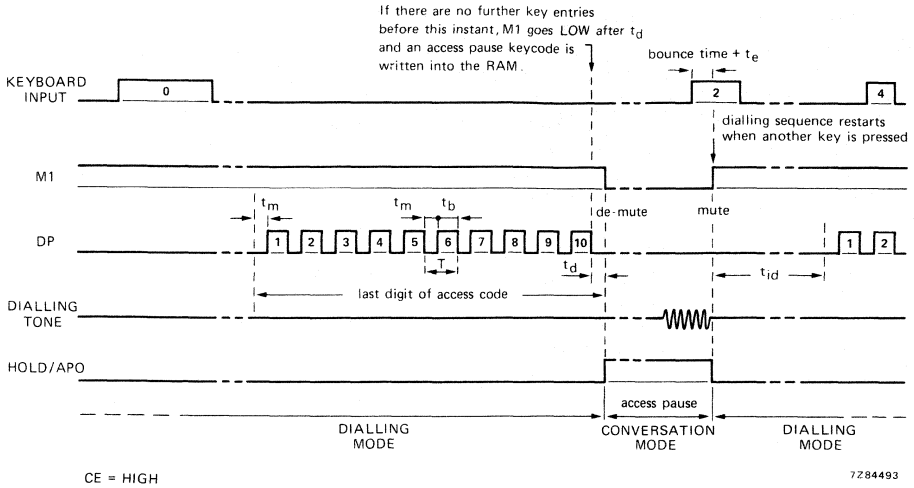 If there are no further key entries
before this instant, M1 goes LOW after td
and an access pause keycode is
written into the RAM.
bounce time + te
KEYBOARD
INPUT
0
2
4
dialling sequence restarts
when another key is pressed
M1
tm
tm
tb
de-mute
mute
DP
1
2
3
4
5
6
7
8
9
10
1
2
T
td
tid
last digit of access code
DIALLING
TONE
HOLD/APO
access pause
DIALLING
MODE
CONVERSATION
MODE
DIALLING
MODE
CE = HIGH
7Z84493